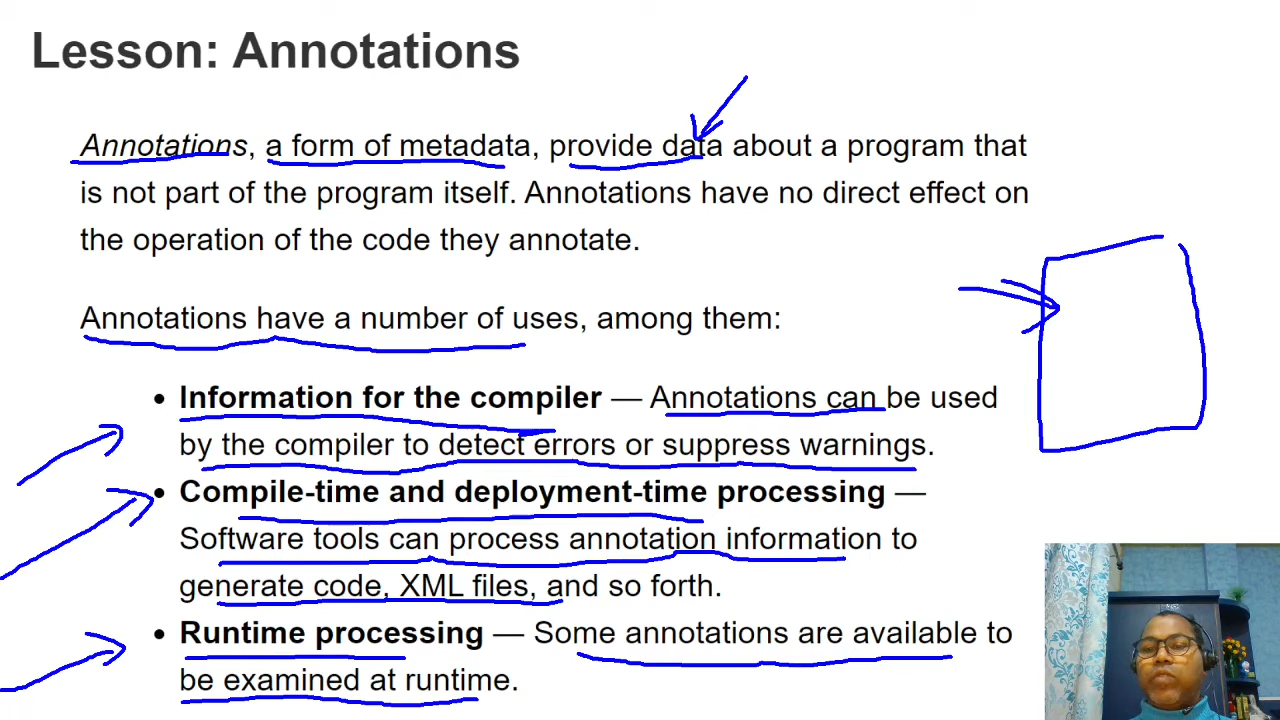 Lesson: Annotations
Annotations, a form of metadata, provide data about a program that
is not part of the program itself. Annotations have no direct effect on
the operation of the code they annotate.
Annotations have a number of uses, among them:
• Information for the compiler — Annotations can be used
by the compiler to detect errors or suppress warnings.
• Compile-time and deployment-time processing —
Software tools can process annotation information to
generate code, XML files, and so forth.
• Runtime processing — Some annotations are available to
be examined at runtime.